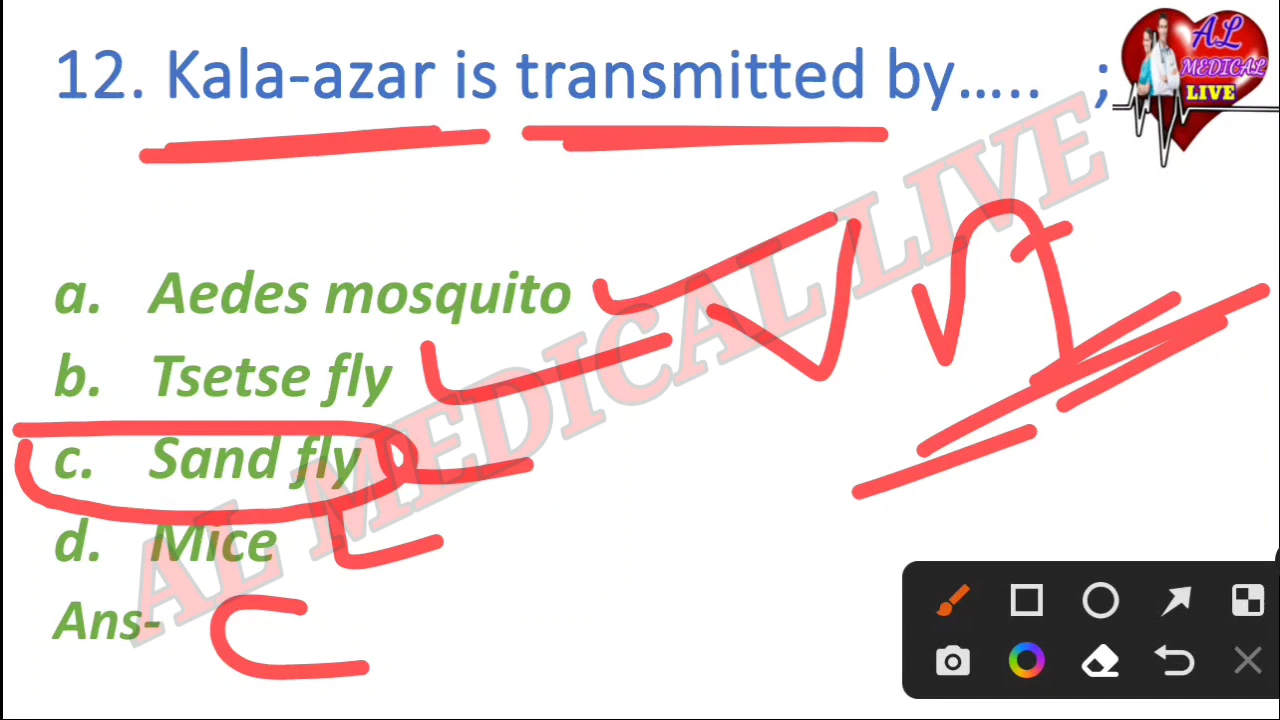 12. Kala-azar is transmitted by….. ;
AL
MEDICAL
LIVE
a. Aedes mosquito
b. Tsetse fly
c. Sand fly
d. Mice
Ans- C
AL MEDICAL LIVE